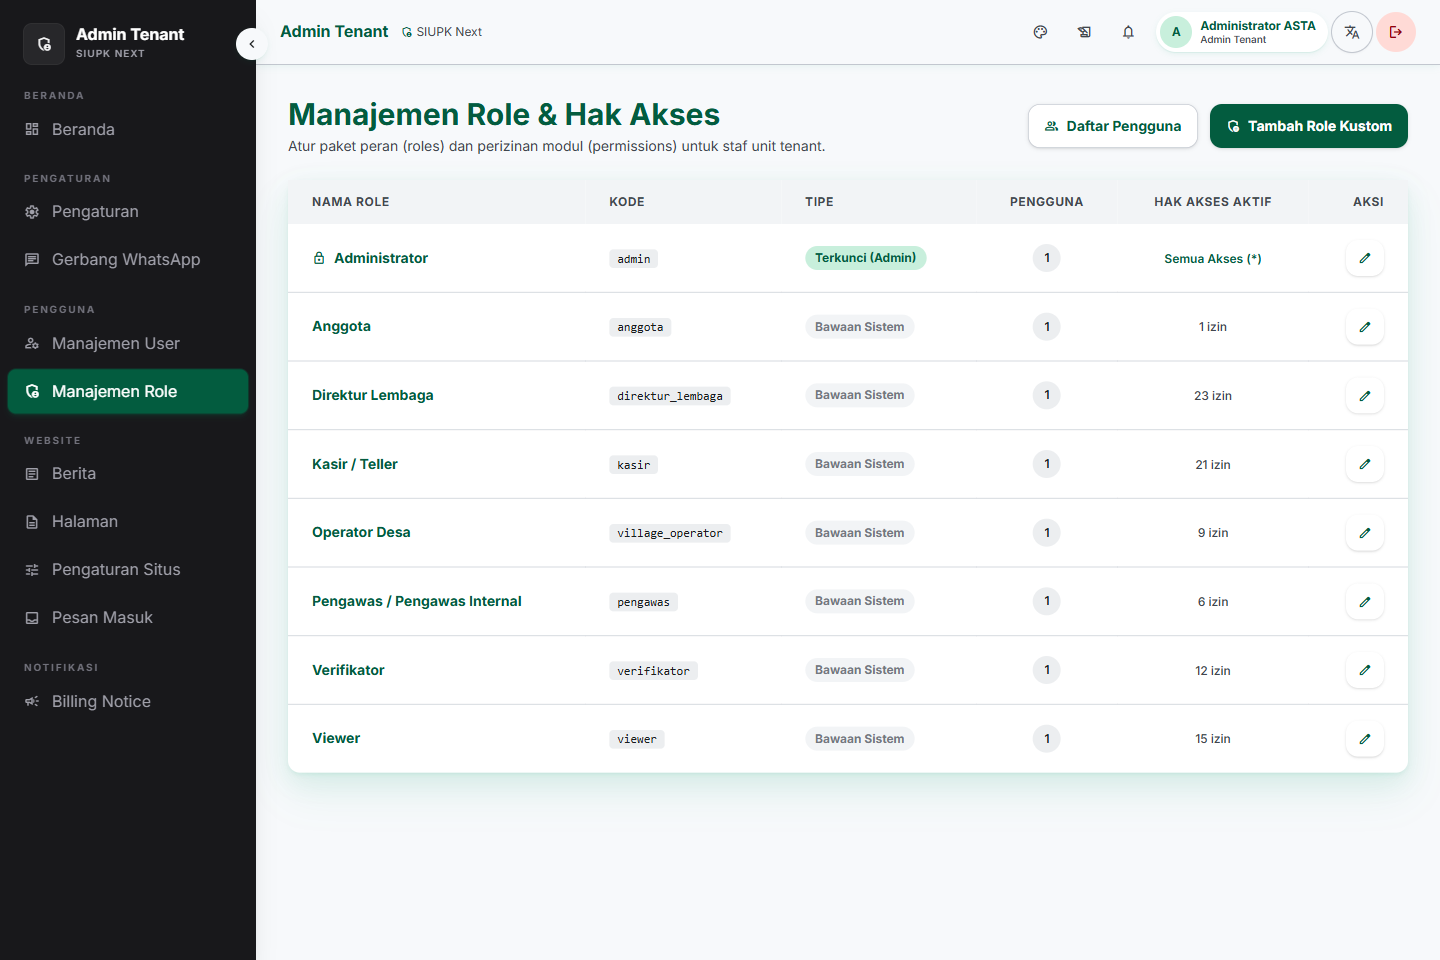 Admin Tenant
SIUPK NEXT
BERANDA
Beranda
PENGATURAN
Pengaturan
Gerbang WhatsApp
PENGGUNA
Manajemen User
Manajemen Role
WEBSITE
Berita
Halaman
Pengaturan Situs
Pesan Masuk
NOTIFIKASI
Billing Notice
Admin Tenant SIUPK Next
A Administrator ASTA
Admin Tenant
Manajemen Role & Hak Akses
Atur paket peran (roles) dan perizinan modul (permissions) untuk staf unit tenant.
Daftar Pengguna
Tambah Role Kustom
NAMA ROLE KODE TIPE PENGGUNA HAK AKSES AKTIF AKSI
Administrator admin Terkunci (Admin) 1 Semua Akses (*)
Anggota anggota Bawaan Sistem 1 1 izin
Direktur Lembaga direktur_lembaga Bawaan Sistem 1 23 izin
Kasir / Teller kasir Bawaan Sistem 1 21 izin
Operator Desa village_operator Bawaan Sistem 1 9 izin
Pengawas / Pengawas Internal pengawas Bawaan Sistem 1 6 izin
Verifikator verifikator Bawaan Sistem 1 12 izin
Viewer viewer Bawaan Sistem 1 15 izin